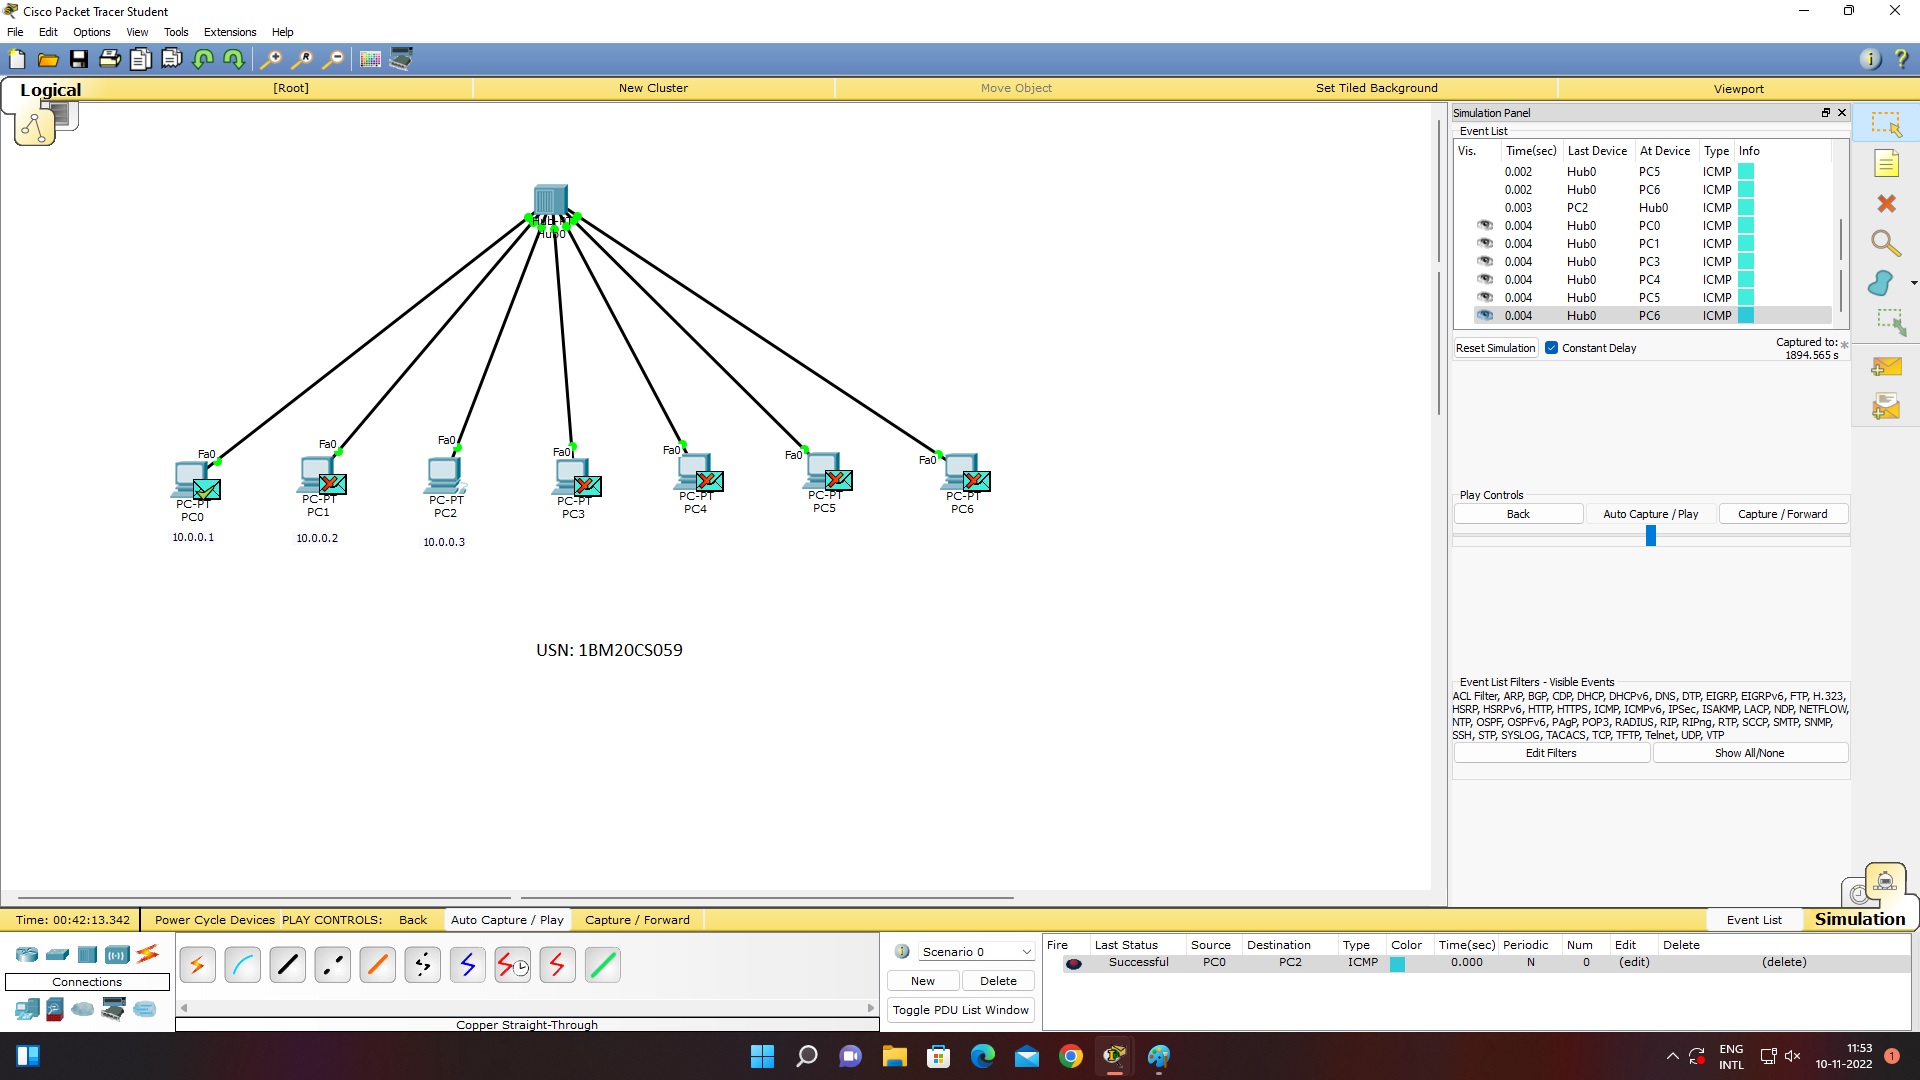 Cisco Packet Tracer Student
File Edit Options View Tools Extensions Help
Logical [Root] New Cluster Move Object Set Tiled Background Viewport
Simulation Panel
Event List
Vis. Time(sec) Last Device At Device Type Info
0.002 Hub0 PC5 ICMP
0.002 Hub0 PC6 ICMP
0.003 PC2 Hub0 ICMP
0.004 Hub0 PC0 ICMP
0.004 Hub0 PC1 ICMP
0.004 Hub0 PC3 ICMP
0.004 Hub0 PC4 ICMP
0.004 Hub0 PC5 ICMP
0.004 Hub0 PC6 ICMP
Reset Simulation Constant Delay Captured to: *
1894.565 s
Hub-PT
Hub0
Fa0 Fa0 Fa0 Fa0 Fa0 Fa0 Fa0
PC-PT PC-PT PC-PT PC-PT PC-PT PC-PT PC-PT
PC0 PC1 PC2 PC3 PC4 PC5 PC6
10.0.0.1 10.0.0.2 10.0.0.3
USN: 1BM20CS059
Play Controls
Back Auto Capture / Play Capture / Forward
Event List Filters - Visible Events
ACL Filter, ARP, BGP, CDP, DHCP, DHCPv6, DNS, DTP, EIGRP, EIGRPv6, FTP, H.323,
HSRP, HSRPv6, HTTP, HTTPS, ICMP, ICMPv6, IPSec, ISAKMP, LACP, NDP, NETFLOW,
NTP, OSPF, OSPFv6, PAgP, POP3, RADIUS, RIP, RIPng, RTP, SCCP, SMTP, SNMP,
SSH, STP, SYSLOG, TACACS, TCP, TFTP, Telnet, UDP, VTP
Edit Filters Show All/None
Time: 00:42:13.342 Power Cycle Devices PLAY CONTROLS: Back Auto Capture / Play Capture / Forward Event List Simulation
Connections
Copper Straight-Through
Scenario 0
New Delete
Toggle PDU List Window
Fire Last Status Source Destination Type Color Time(sec) Periodic Num Edit Delete
Successful PC0 PC2 ICMP 0.000 N 0 (edit) (delete)
ENG
INTL
11:53
10-11-2022
1